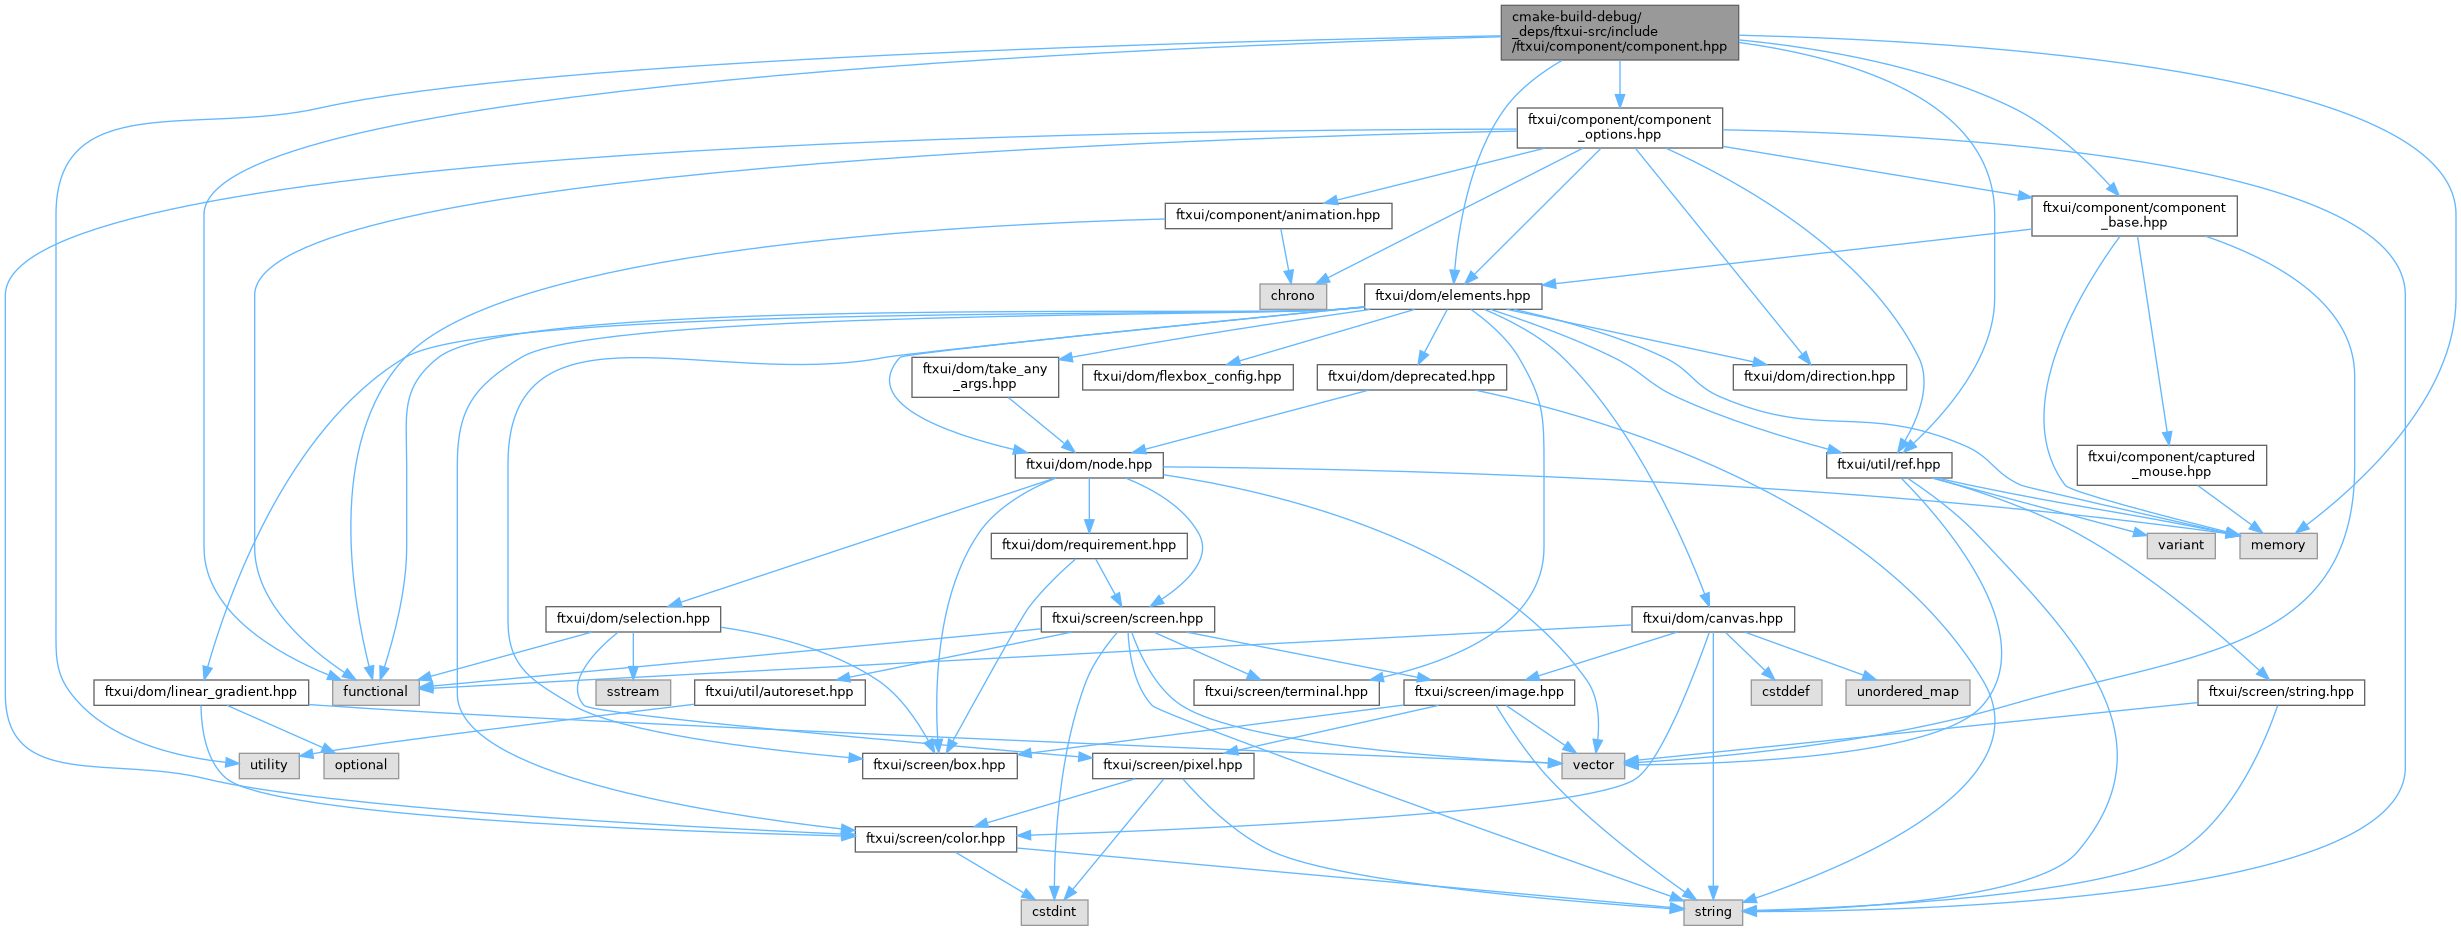 cmake-build-debug/
_deps/ftxui-src/include
/ftxui/component/component.hpp
ftxui/component/component
_options.hpp
ftxui/component/animation.hpp
ftxui/component/component
_base.hpp
chrono
ftxui/dom/elements.hpp
ftxui/dom/take_any
_args.hpp
ftxui/dom/flexbox_config.hpp
ftxui/dom/deprecated.hpp
ftxui/dom/direction.hpp
ftxui/dom/node.hpp
ftxui/util/ref.hpp
ftxui/component/captured
_mouse.hpp
ftxui/dom/requirement.hpp
variant
memory
ftxui/dom/selection.hpp
ftxui/screen/screen.hpp
ftxui/dom/canvas.hpp
ftxui/dom/linear_gradient.hpp
functional
sstream
ftxui/util/autoreset.hpp
ftxui/screen/terminal.hpp
ftxui/screen/image.hpp
cstddef
unordered_map
ftxui/screen/string.hpp
utility
optional
ftxui/screen/box.hpp
ftxui/screen/pixel.hpp
vector
ftxui/screen/color.hpp
cstdint
string